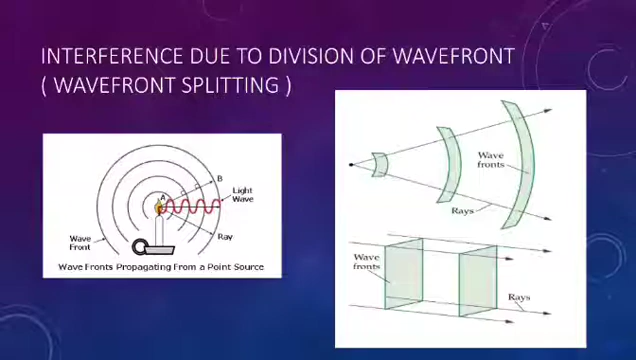 INTERFERENCE DUE TO DIVISION OF WAVEFRONT
( WAVEFRONT SPLITTING )
A
B
Light
Wave
Wave
Front
Ray
Wave Fronts Propagating From a Point Source
Wave
fronts
Rays
Wave
fronts
Rays